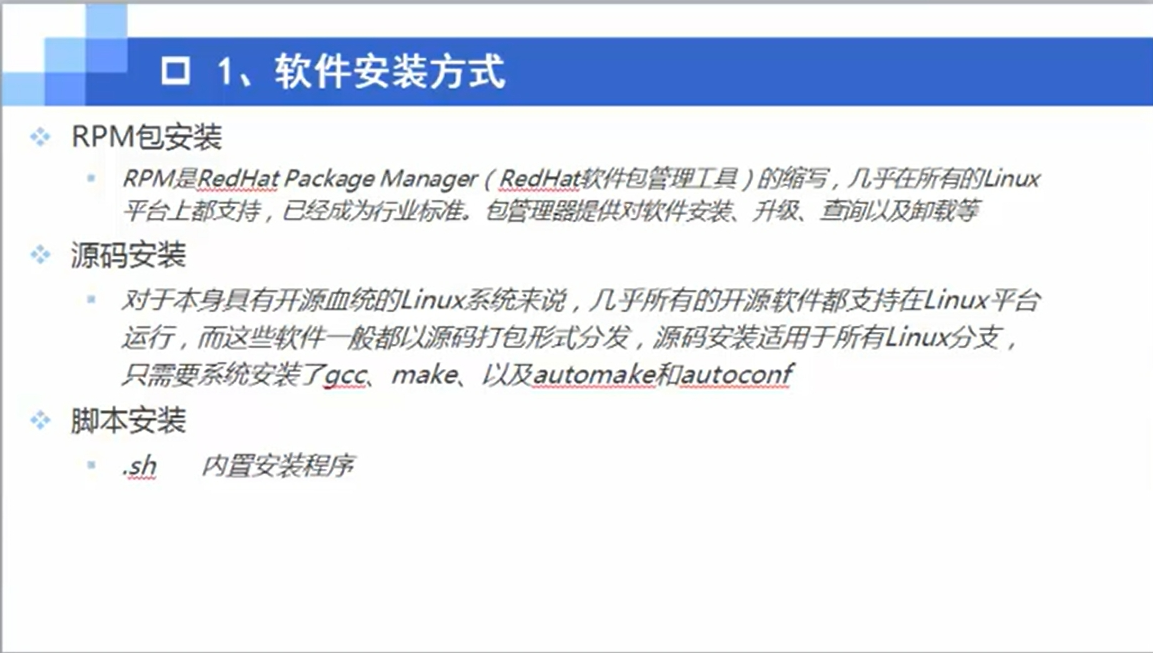 1、软件安装方式
RPM包安装
RPM是RedHat Package Manager（RedHat软件包管理工具）的缩写，几乎在所有的Linux
平台上都支持，已经成为行业标准。包管理器提供对软件安装、升级、查询以及卸载等
源码安装
对于本身具有开源血统的Linux系统来说，几乎所有的开源软件都支持在Linux平台
运行，而这些软件一般都以源码打包形式分发，源码安装适用于所有Linux分支，
只需要系统安装了gcc、make、以及automake和autoconf
脚本安装
.sh 内置安装程序